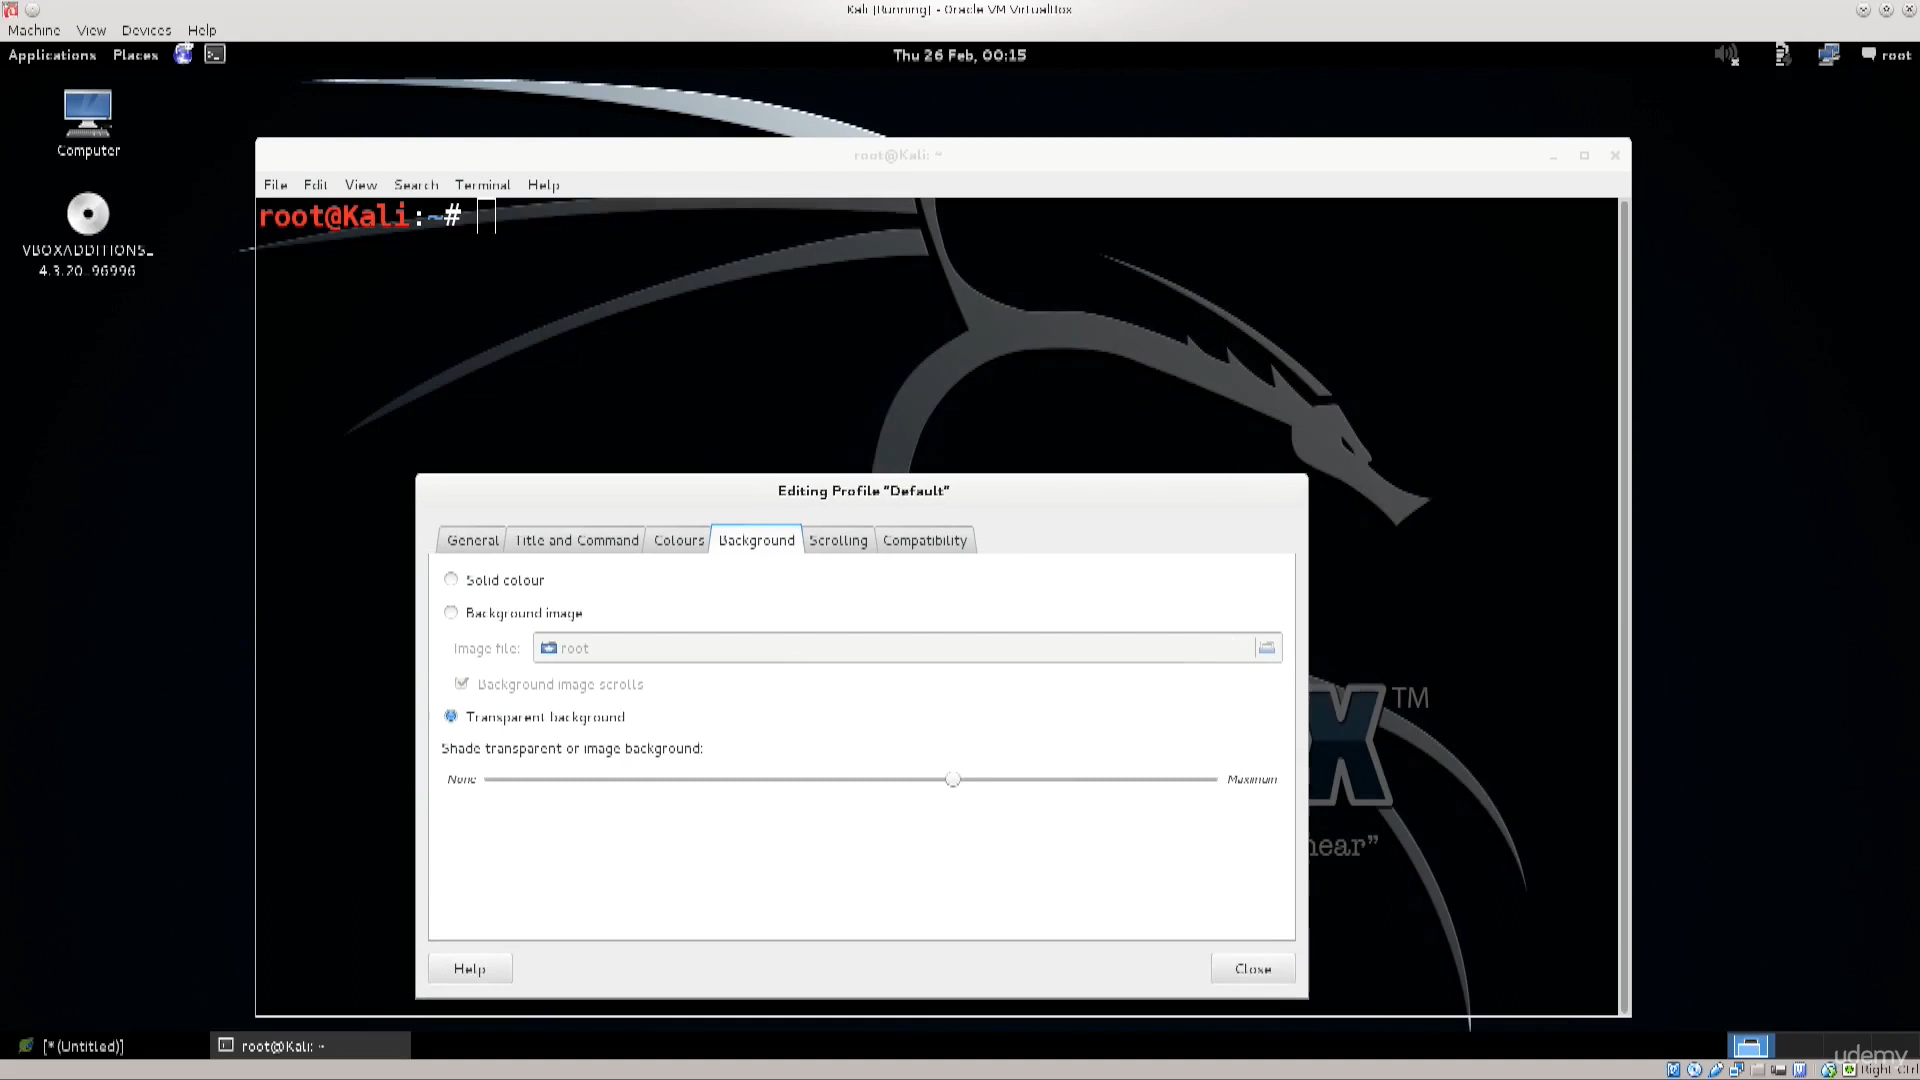 Kali [Running] - Oracle VM VirtualBox
Machine View Devices Help
Applications Places Thu 26 Feb, 00:15 root
Computer
VBOXADDITIONS_
4.3.20_96996
root@Kali: ~
File Edit View Search Terminal Help
root@Kali:~#
Editing Profile "Default"
General Title and Command Colours Background Scrolling Compatibility
Solid colour
Background image
Image file: root
Background image scrolls
Transparent background
Shade transparent or image background:
None Maximum
Help Close
X TM
hear”
[*(Untitled)] root@Kali: ~
udemy
Right Ctrl